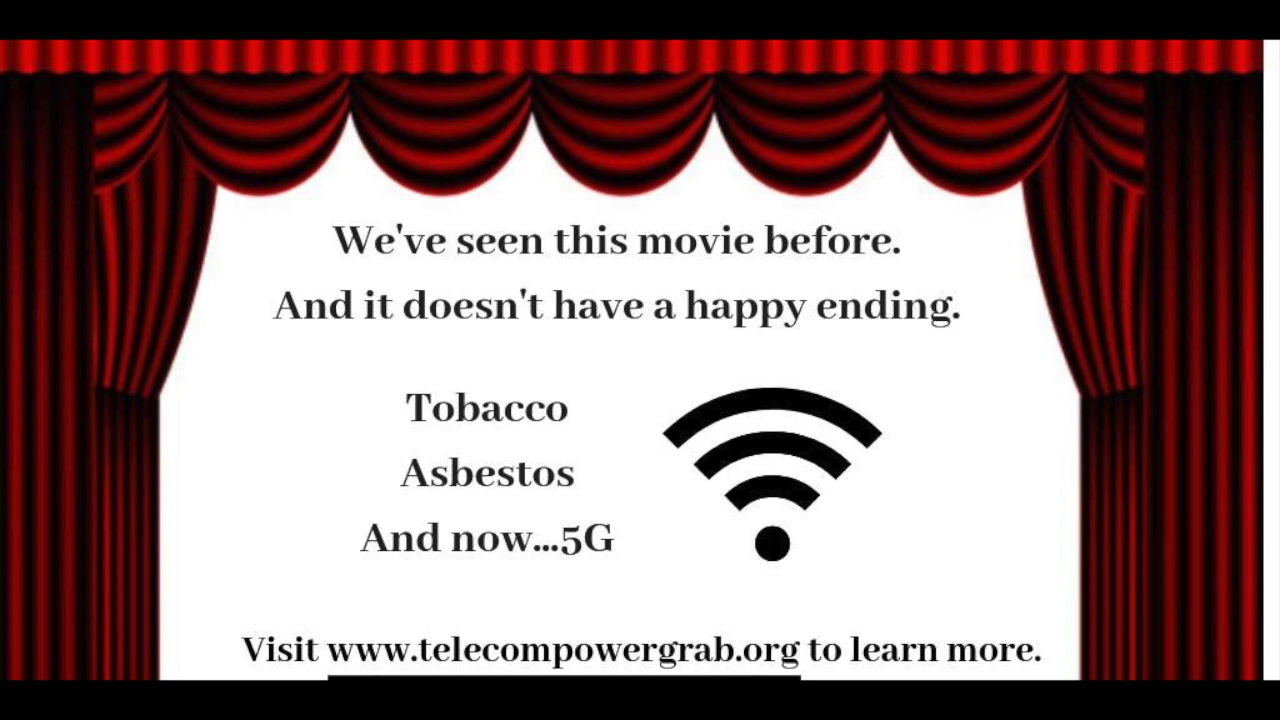 We've seen this movie before.
And it doesn't have a happy ending.
Tobacco
Asbestos
And now...5G
Visit www.telecompowergrab.org to learn more.